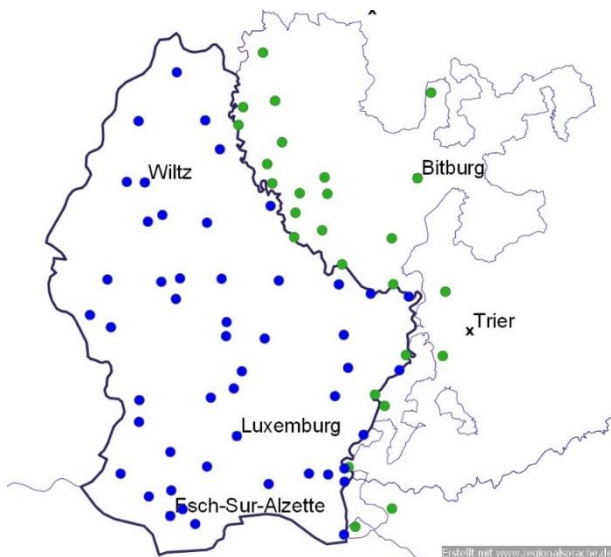 Wiltz
Bitburg
Trier
Luxemburg
Esch-Sur-Alzette
Erstellt mit www.regionalsprache.de